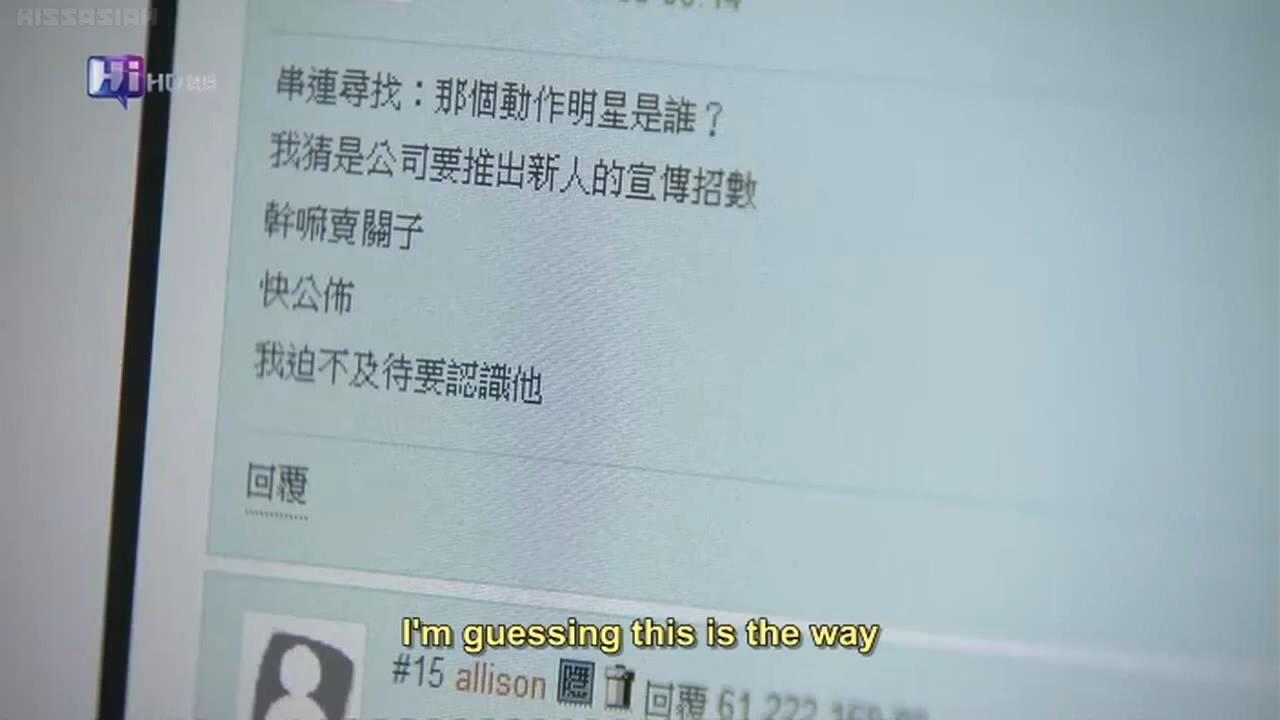 KISSASIAN
Hi HD
串連尋找：那個動作明星是誰？
我猜是公司要推出新人的宣傳招數
幹嘛賣關子
快公佈
我迫不及待要認識他
回覆
I'm guessing this is the way
#15 allison 隱 回覆 61.222.